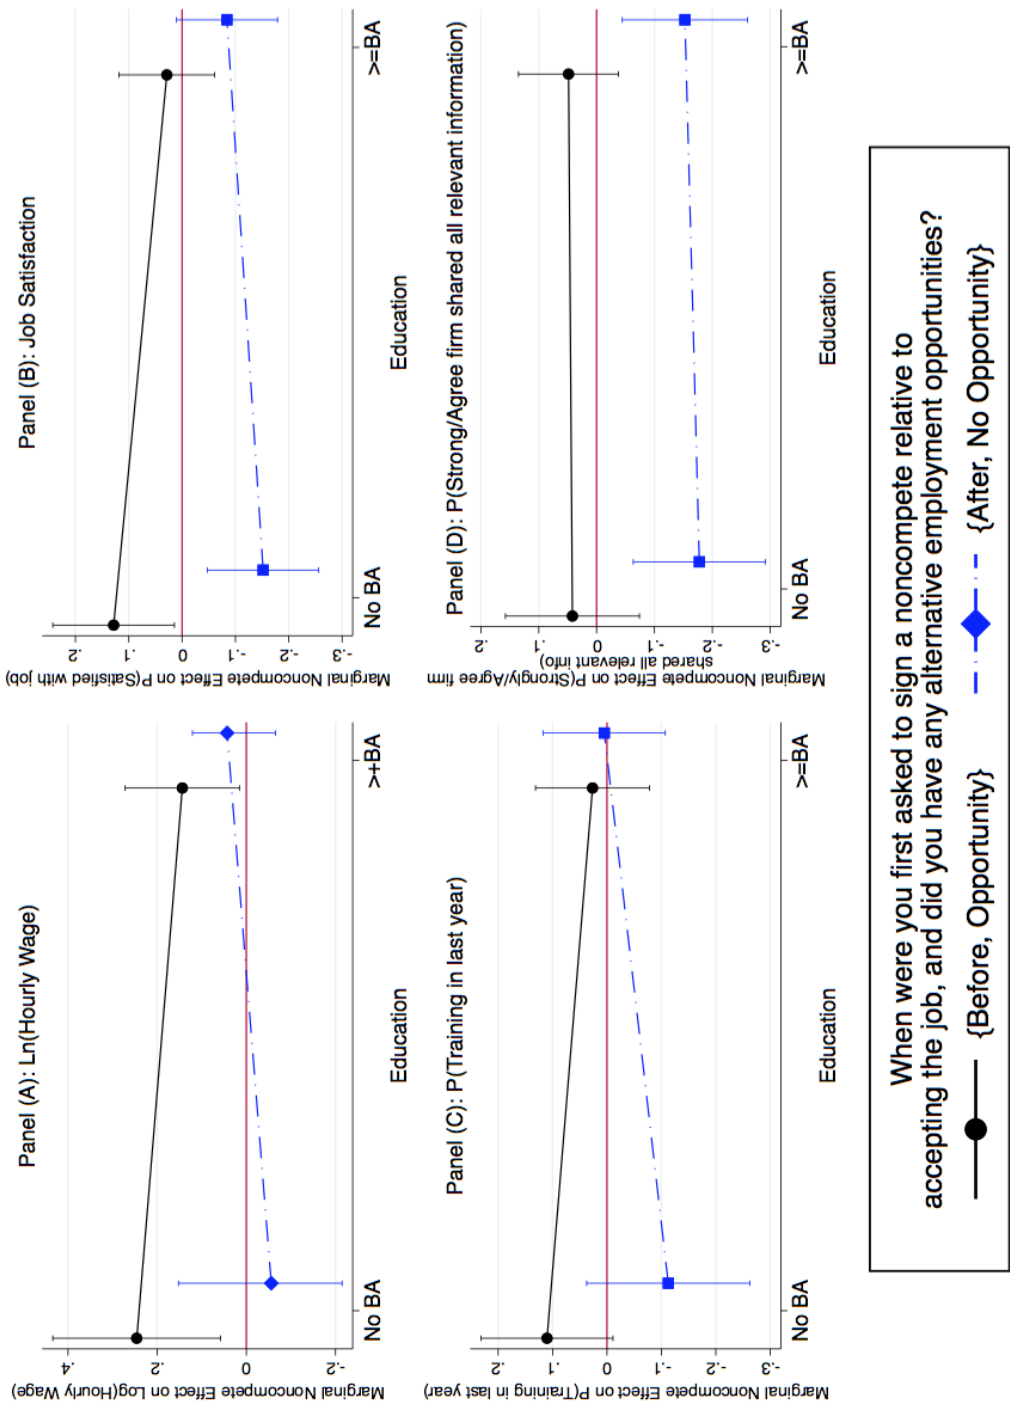 Panel (A): Ln(Hourly Wage)
Marginal Noncompete Effect on Log(Hourly Wage)
.4
.2
0
-.2
No BA
>+BA
Education
Panel (B): Job Satisfaction
Marginal Noncompete Effect on P(Satisfied with job)
.2
.1
0
-.1
-.2
-.3
No BA
>=BA
Education
Panel (C): P(Training in last year)
Marginal Noncompete Effect on P(Training in last year)
.2
.1
0
-.1
-.2
-.3
No BA
>=BA
Education
Panel (D): P(Strong/Agree firm shared all relevant information)
Marginal Noncompete Effect on P(Strongly/Agree firm
shared all relevant info)
.2
.1
0
-.1
-.2
-.3
No BA
>=BA
Education
When were you first asked to sign a noncompete relative to
accepting the job, and did you have any alternative employment opportunities?
{Before, Opportunity} {After, No Opportunity}